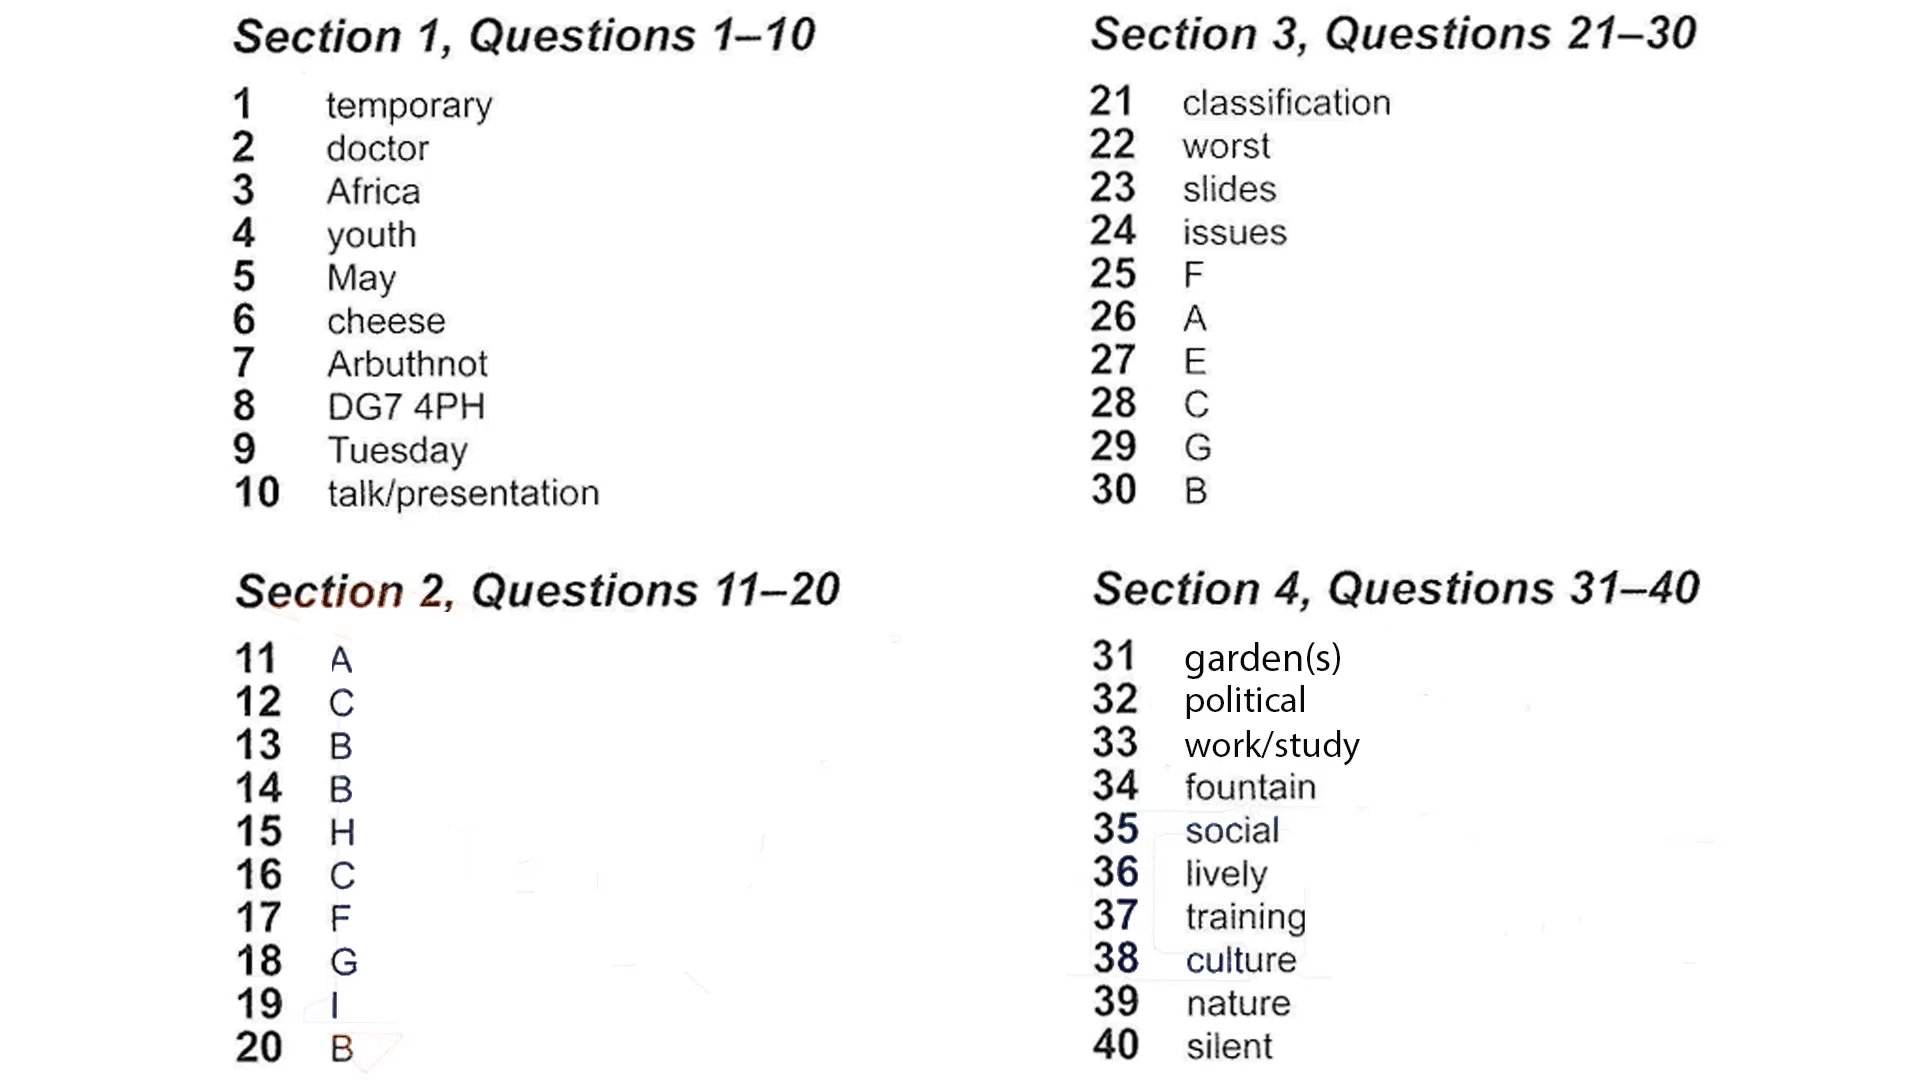 Section 1, Questions 1–10
1 temporary
2 doctor
3 Africa
4 youth
5 May
6 cheese
7 Arbuthnot
8 DG7 4PH
9 Tuesday
10 talk/presentation
Section 2, Questions 11–20
11 A
12 C
13 B
14 B
15 H
16 C
17 F
18 G
19 I
20 B
Section 3, Questions 21–30
21 classification
22 worst
23 slides
24 issues
25 F
26 A
27 E
28 C
29 G
30 B
Section 4, Questions 31–40
31 garden(s)
32 political
33 work/study
34 fountain
35 social
36 lively
37 training
38 culture
39 nature
40 silent